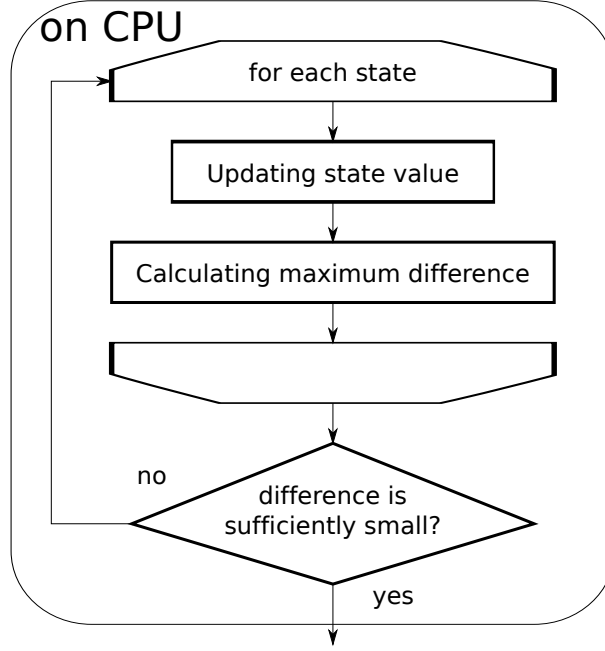 on CPU
for each state
Updating state value
Calculating maximum difference
no
difference is
sufficiently small?
yes